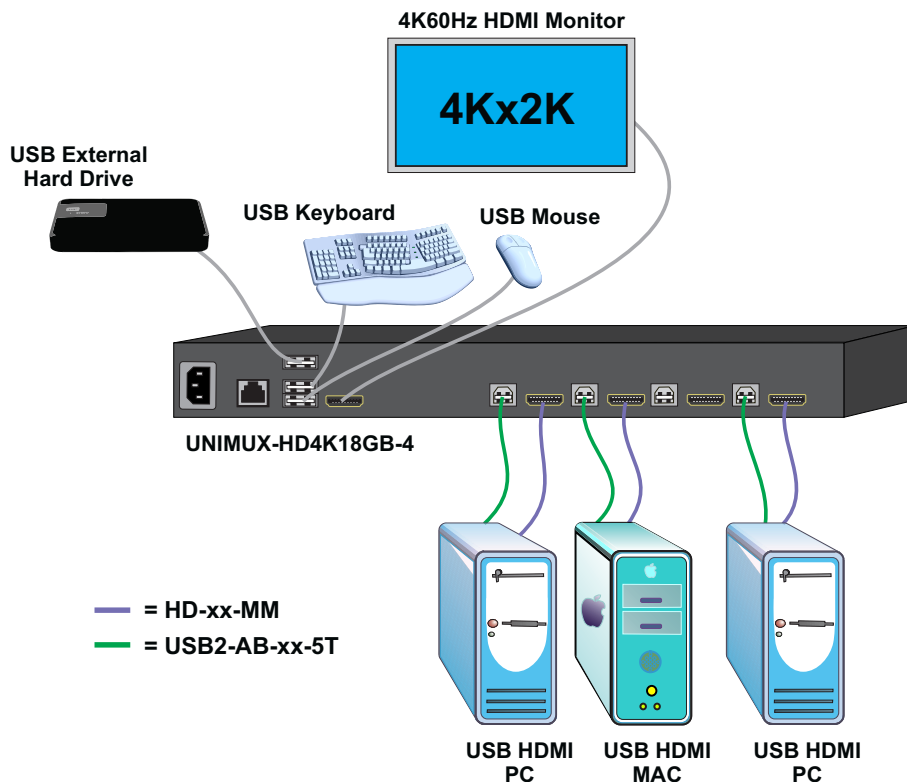 4K60Hz HDMI Monitor
4Kx2K
USB External
Hard Drive
USB Keyboard
USB Mouse
UNIMUX-HD4K18GB-4
= HD-xx-MM
= USB2-AB-xx-5T
USB HDMI
PC
USB HDMI
MAC
USB HDMI
PC